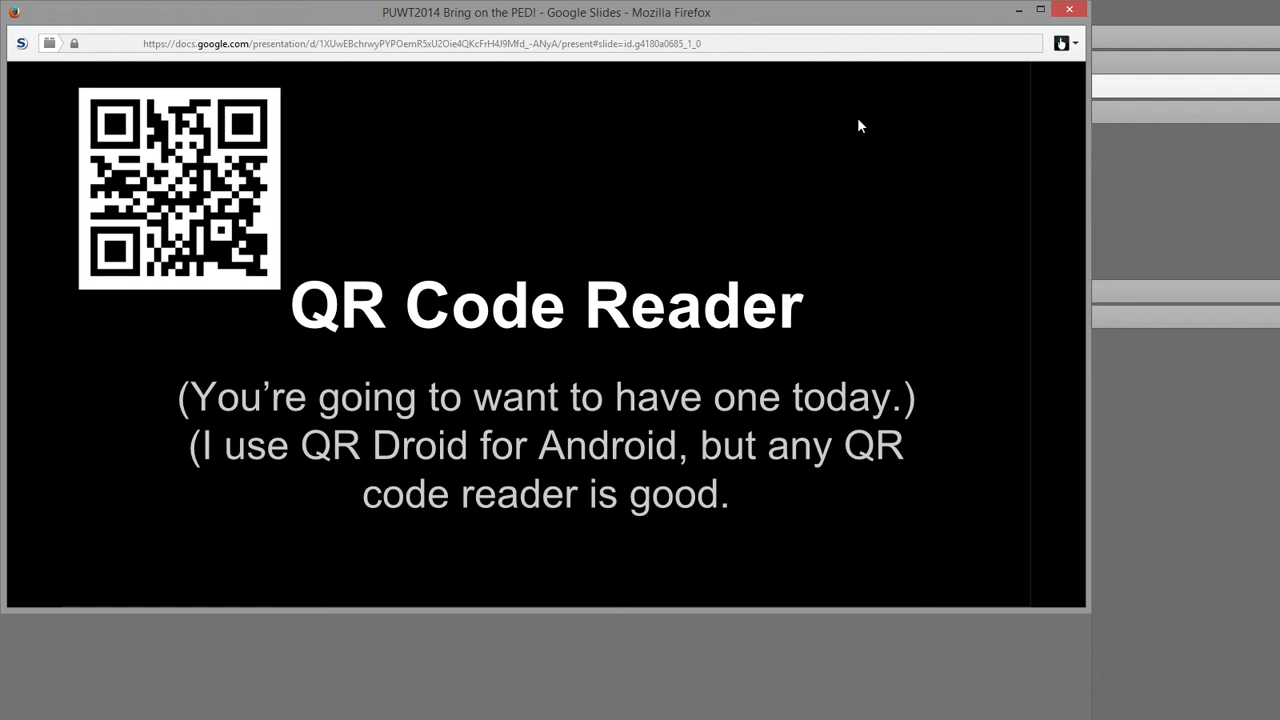 PUWT2014 Bring on the PED! - Google Slides - Mozilla Firefox
https://docs.google.com/presentation/d/1XUwEBchrwyPYPOemR5xU2Oie4QKcFrH4J9Mfd_-ANyA/present#slide=id.g4180a0685_1_0
QR Code Reader
(You’re going to want to have one today.)
(I use QR Droid for Android, but any QR
code reader is good.